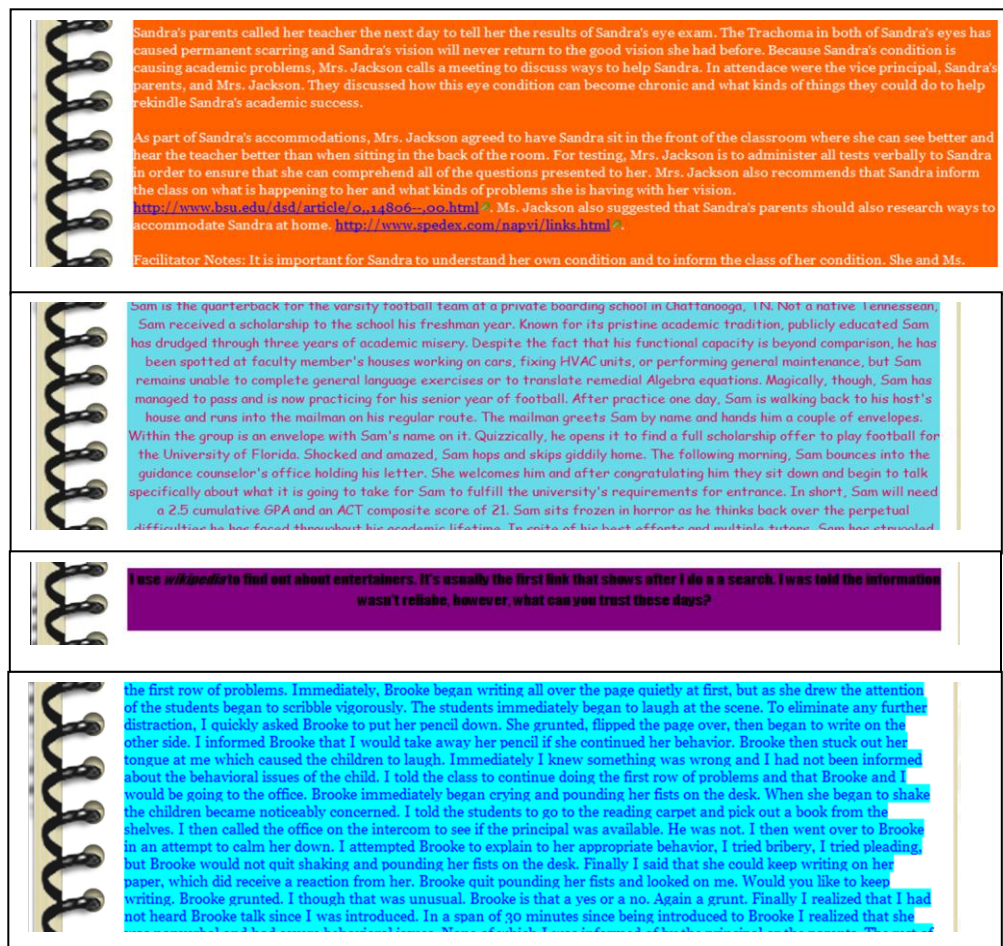 Sandra's parents called her teacher the next day to tell her the results of Sandra's eye exam. The Trachoma in both of Sandra's eyes has
caused permanent scarring and Sandra's vision will never return to the good vision she had before. Because Sandra's condition is
causing academic problems, Mrs. Jackson calls a meeting to discuss ways to help Sandra. In attendace were the vice principal, Sandra's
parents, and Mrs. Jackson. They discussed how this eye condition can become chronic and what kinds of things they could do to help
rekindle Sandra's academic success.
As part of Sandra's accommodations, Mrs. Jackson agreed to have Sandra sit in the front of the classroom where she can see better and
hear the teacher better than when sitting in the back of the room. For testing, Mrs. Jackson is to administer all tests verbally to Sandra
in order to ensure that she can comprehend all of the questions presented to her. Mrs. Jackson also recommends that Sandra inform
the class on what is happening to her and what kinds of problems she is having with her vision.
http://www.bsu.edu/dsd/article/0,,14806--,00.html. Ms. Jackson also suggested that Sandra's parents should also research ways to
accommodate Sandra at home. http://www.spedex.com/napvi/links.html.
Facilitator Notes: It is important for Sandra to understand her own condition and to inform the class of her condition. She and Ms.
Sam is the quarterback for the varsity football team at a private boarding school in Chattanooga, TN. Not a native Tennessean,
Sam received a scholarship to the school his freshman year. Known for its pristine academic tradition, publicly educated Sam
has drudged through three years of academic misery. Despite the fact that his functional capacity is beyond comparison, he has
been spotted at faculty member's houses working on cars, fixing HVAC units, or performing general maintenance, but Sam
remains unable to complete general language exercises or to translate remedial Algebra equations. Magically, though, Sam has
managed to pass and is now practicing for his senior year of football. After practice one day, Sam is walking back to his host's
house and runs into the mailman on his regular route. The mailman greets Sam by name and hands him a couple of envelopes.
Within the group is an envelope with Sam's name on it. Quizzically, he opens it to find a full scholarship offer to play football for
the University of Florida. Shocked and amazed, Sam hops and skips giddily home. The following morning, Sam bounces into the
guidance counselor's office holding his letter. She welcomes him and after congratulating him they sit down and begin to talk
specifically about what it is going to take for Sam to fulfill the university's requirements for entrance. In short, Sam will need
a 2.5 cumulative GPA and an ACT composite score of 21. Sam sits frozen in horror as he thinks back over the perpetual
difficulties he has faced throughout his academic lifetime. In spite of his best efforts and multiple tutors, Sam has struggled
I use wikipedia to find out about entertainers. It's usually the first link that shows after I do a a search. I was told the information
wasn't reliabe, however, what can you trust these days?
the first row of problems. Immediately, Brooke began writing all over the page quietly at first, but as she drew the attention
of the students began to scribble vigorously. The students immediately began to laugh at the scene. To eliminate any further
distraction, I quickly asked Brooke to put her pencil down. She grunted, flipped the page over, then began to write on the
other side. I informed Brooke that I would take away her pencil if she continued her behavior. Brooke then stuck out her
tongue at me which caused the children to laugh. Immediately I knew something was wrong and I had not been informed
about the behavioral issues of the child. I told the class to continue doing the first row of problems and that Brooke and I
would be going to the office. Brooke immediately began crying and pounding her fists on the desk. When she began to shake
the children became noticeably concerned. I told the students to go to the reading carpet and pick out a book from the
shelves. I then called the office on the intercom to see if the principal was available. He was not. I then went over to Brooke
in an attempt to calm her down. I attempted Brooke to explain to her appropriate behavior, I tried bribery, I tried pleading,
but Brooke would not quit shaking and pounding her fists on the desk. Finally I said that she could keep writing on her
paper, which did receive a reaction from her. Brooke quit pounding her fists and looked on me. Would you like to keep
writing. Brooke grunted. I though that was unusual. Brooke is that a yes or a no. Again a grunt. Finally I realized that I had
not heard Brooke talk since I was introduced. In a span of 30 minutes since being introduced to Brooke I realized that she